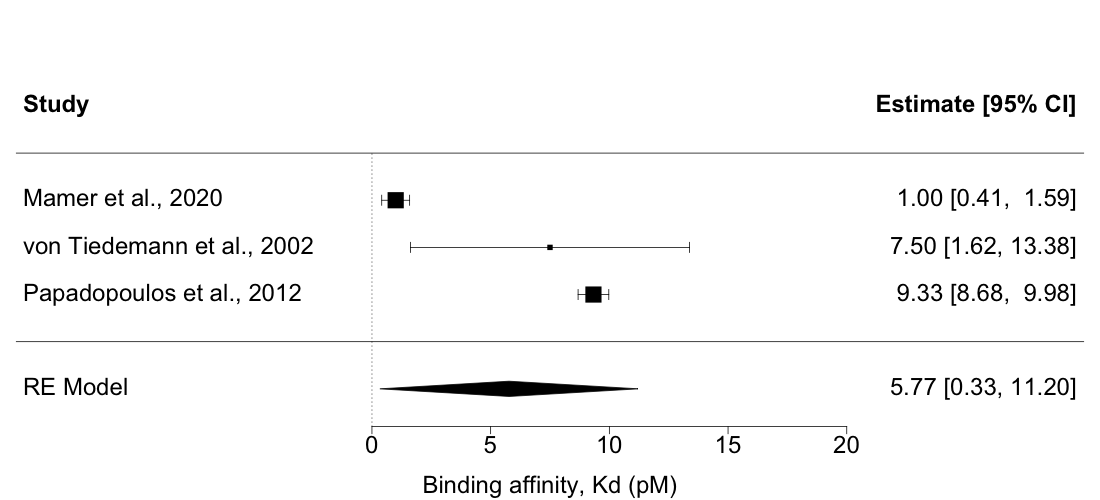 Study Estimate [95% CI]
Mamer et al., 2020 1.00 [0.41, 1.59]
von Tiedemann et al., 2002 7.50 [1.62, 13.38]
Papadopoulos et al., 2012 9.33 [8.68, 9.98]
RE Model 5.77 [0.33, 11.20]
0 5 10 15 20
Binding affinity, Kd (pM)